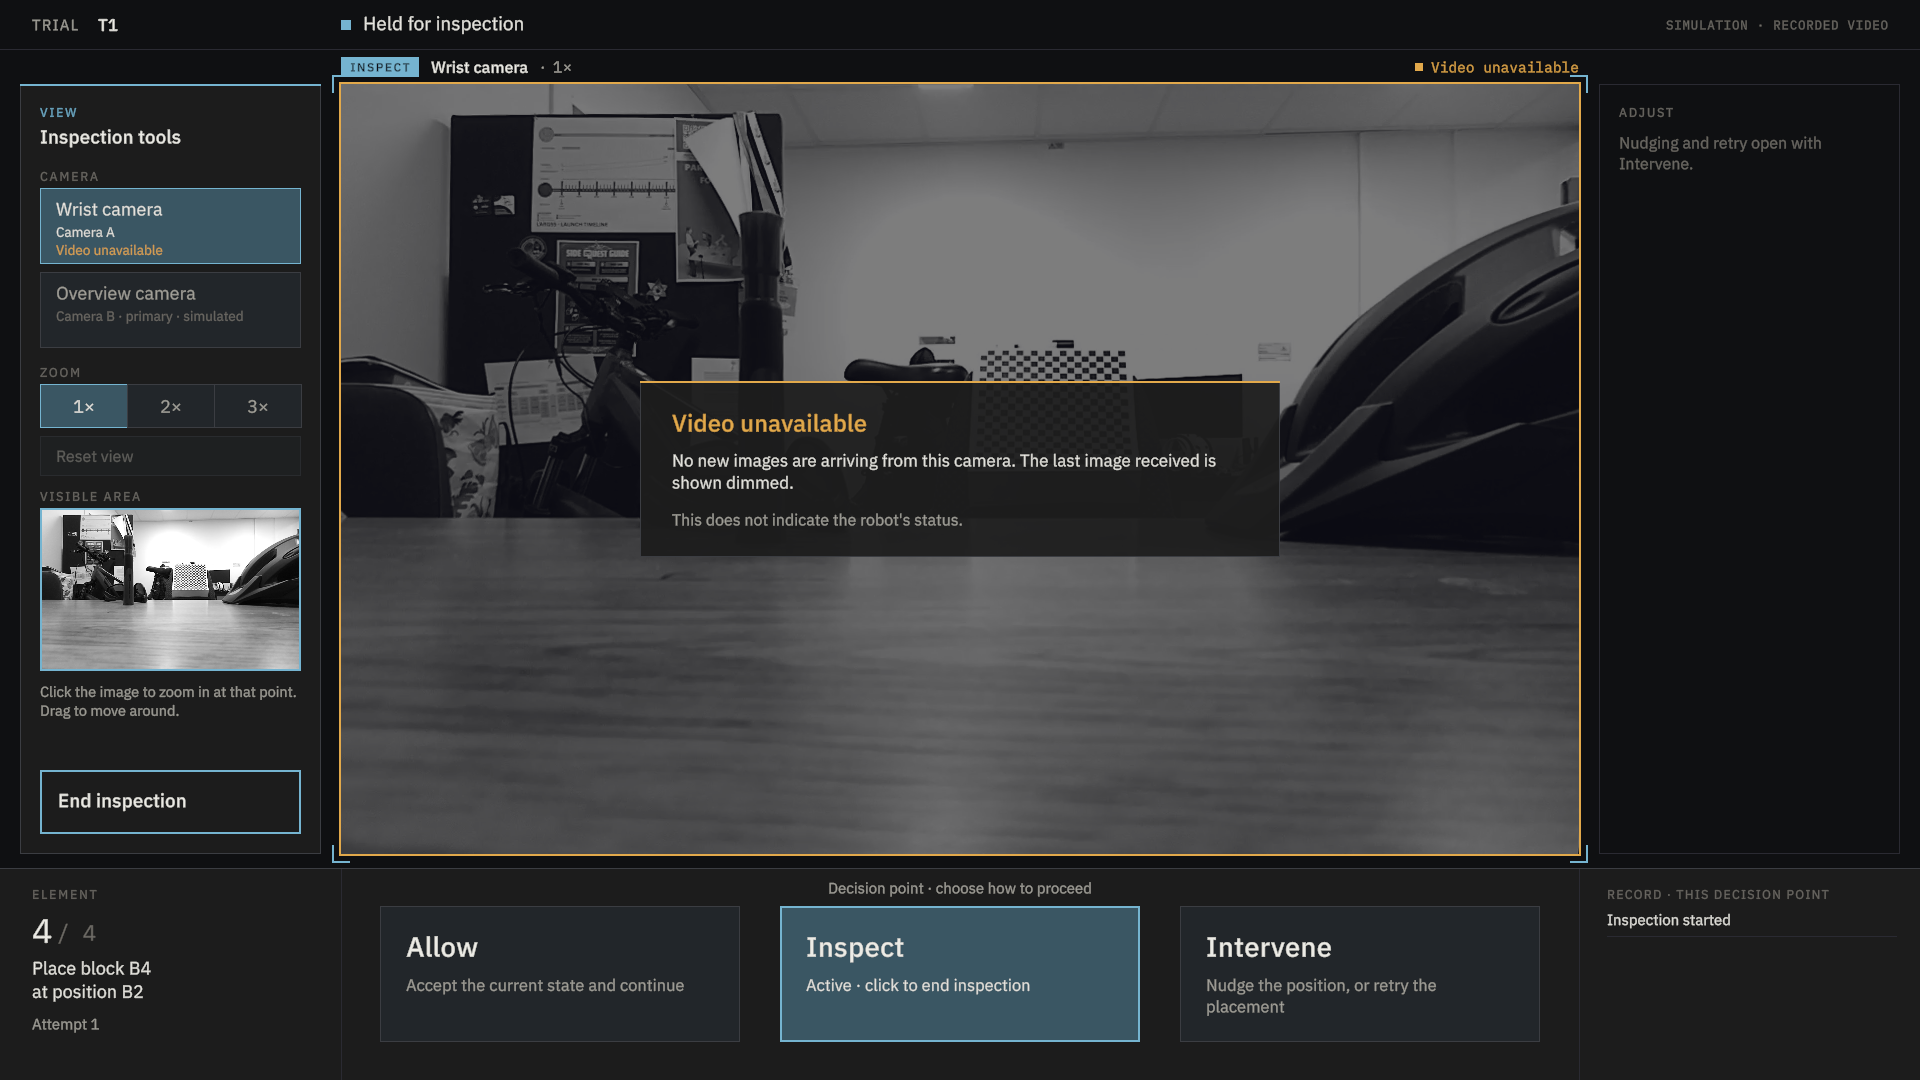 TRIAL T1
Held for inspection
SIMULATION · RECORDED VIDEO
INSPECT Wrist camera · 1×
Video unavailable
VIEW
Inspection tools
CAMERA
Wrist camera
Camera A
Video unavailable
Overview camera
Camera B · primary · simulated
ZOOM
1× 2× 3×
Reset view
VISIBLE AREA
Click the image to zoom in at that point.
Drag to move around.
End inspection
SIDE QUEST GUIDE
Video unavailable
No new images are arriving from this camera. The last image received is
shown dimmed.
This does not indicate the robot's status.
ADJUST
Nudging and retry open with
Intervene.
ELEMENT
4 / 4
Place block B4
at position B2
Attempt 1
Decision point · choose how to proceed
Allow
Accept the current state and continue
Inspect
Active · click to end inspection
Intervene
Nudge the position, or retry the
placement
RECORD · THIS DECISION POINT
Inspection started